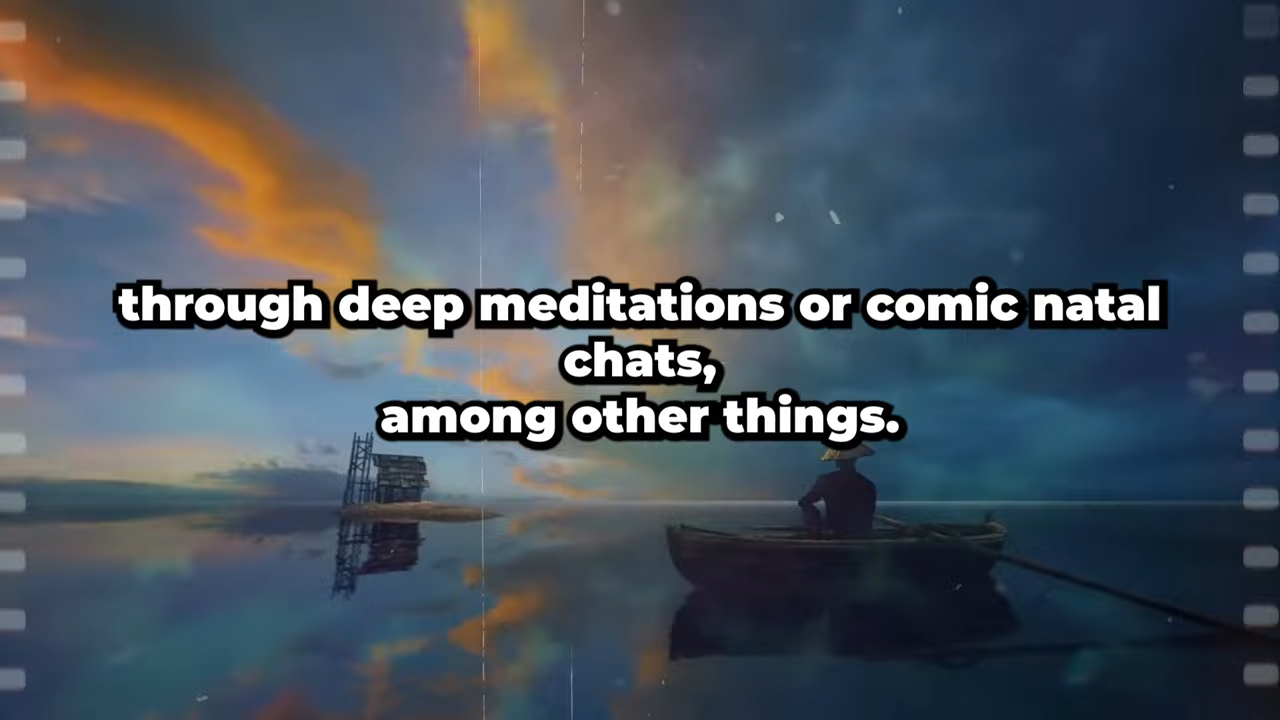 through deep meditations or comic natal
chats,
among other things.